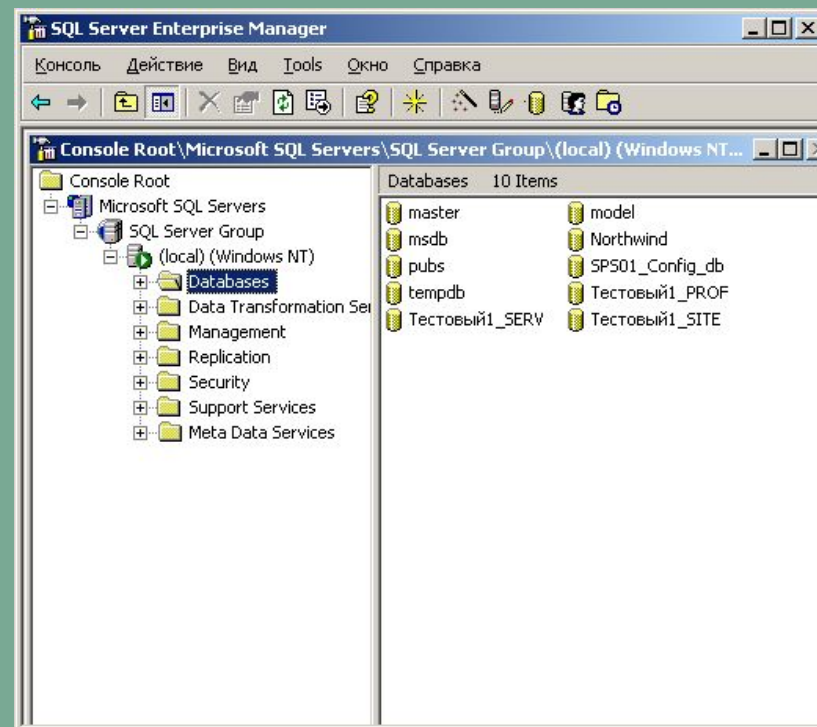 SQL Server Enterprise Manager
Консоль Действие Вид Tools Окно Справка
Console Root\Microsoft SQL Servers\SQL Server Group\(local) (Windows NT...
Console Root
Microsoft SQL Servers
SQL Server Group
(local) (Windows NT)
Databases
Data Transformation Ser
Management
Replication
Security
Support Services
Meta Data Services
Databases 10 Items
master model
msdb Northwind
pubs SPS01_Config_db
tempdb Тестовый1_PROF
Тестовый1_SERV Тестовый1_SITE